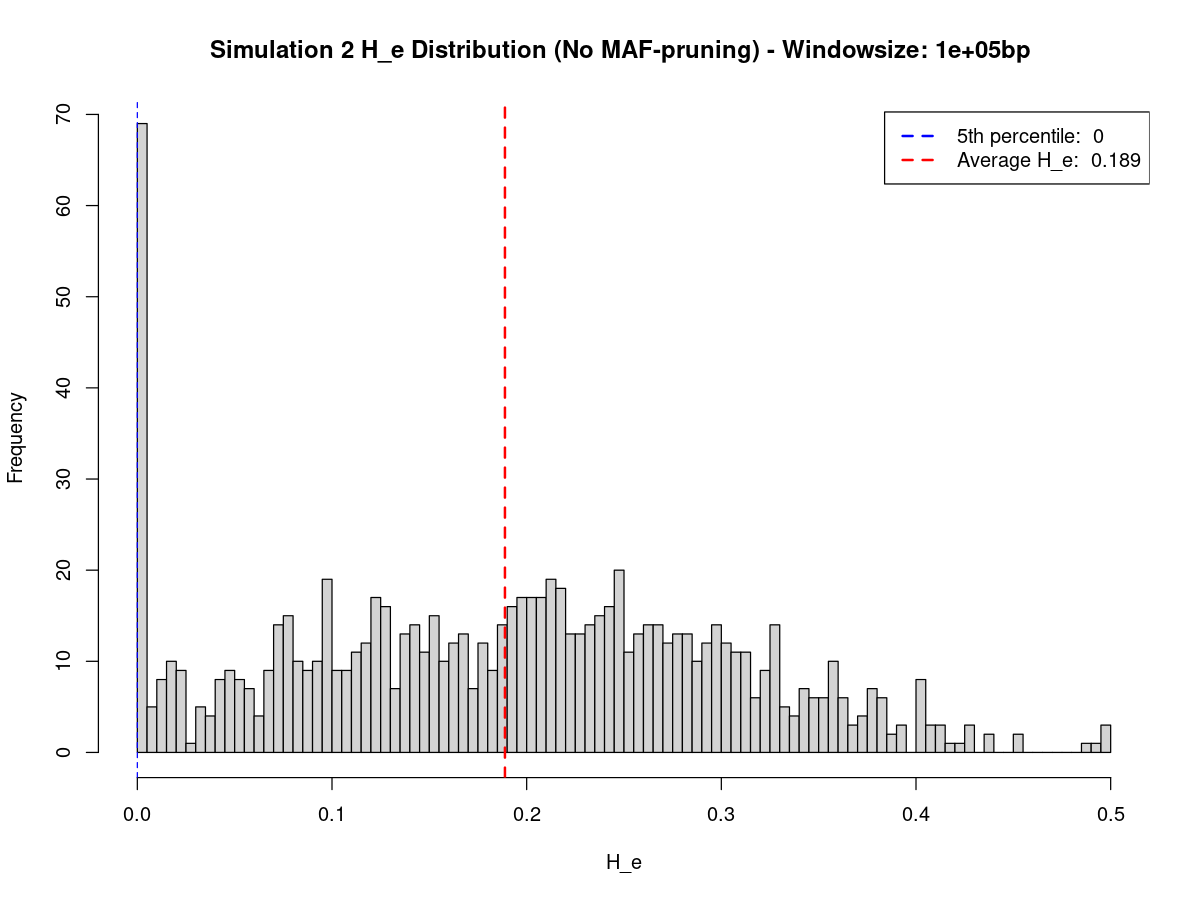 Simulation 2 H_e Distribution (No MAF-pruning) - Windowsize: 1e+05bp
5th percentile:  0
Average H_e:  0.189
Frequency
70
60
50
40
30
20
10
0
0.0 0.1 0.2 0.3 0.4 0.5
H_e